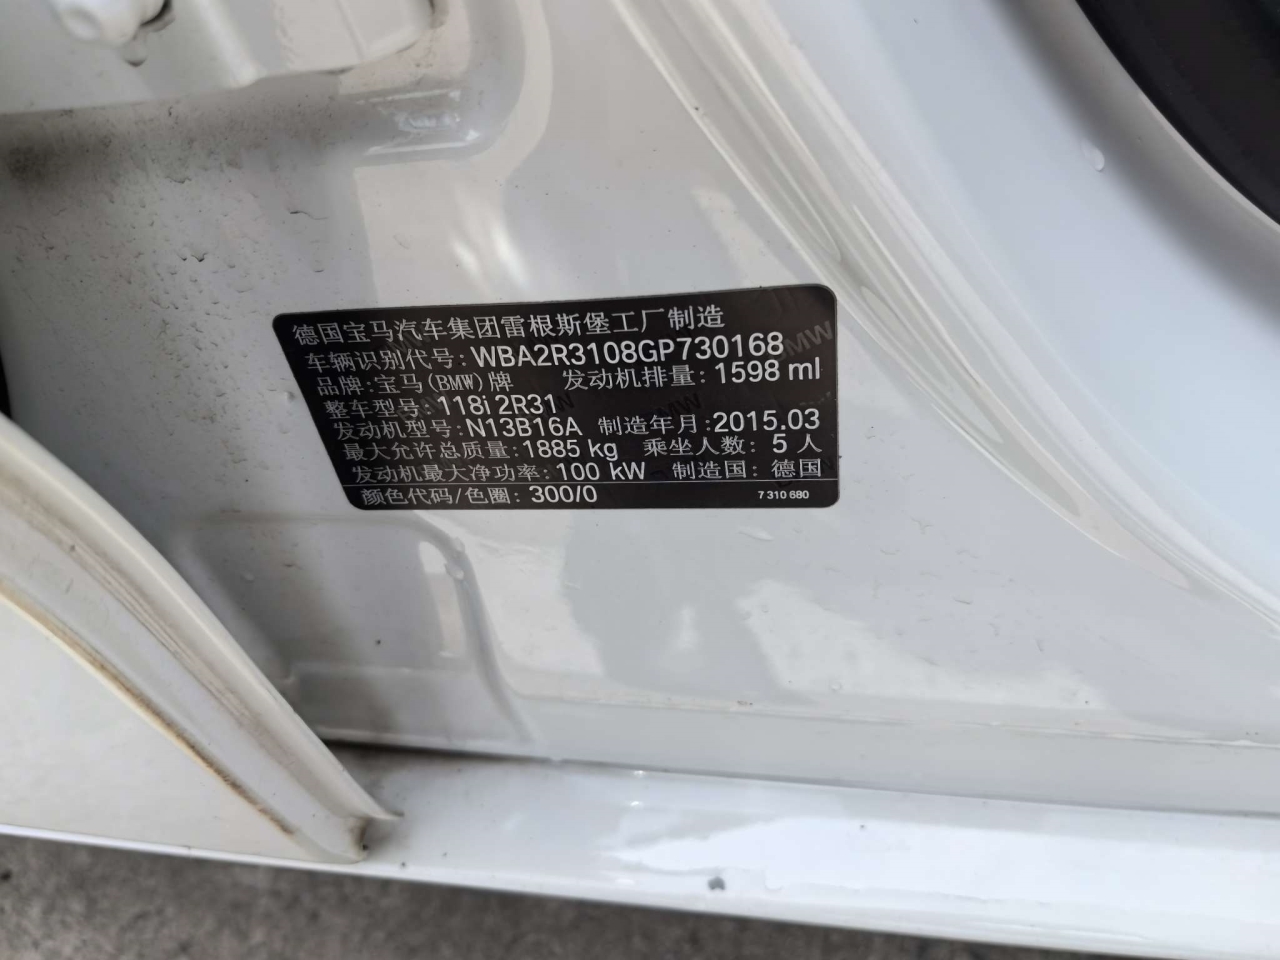 德国宝马汽车集团雷根斯堡工厂制造
车辆识别代号: WBA2R3108GP730168
品牌: 宝马(BMW)牌 发动机排量: 1598 ml
整车型号: 118i 2R31
发动机型号: N13B16A 制造年月: 2015.03
最大允许总质量: 1885 kg 乘坐人数: 5 人
发动机最大净功率: 100 kW 制造国: 德国
颜色代码/色圈: 300/0 7 310 680